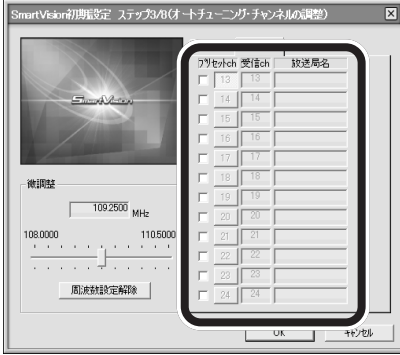 SmartVision初期設定 ステップ3/8(オートチューニング・チャンネルの調整)
SmartVision
プリセットch 受信ch 放送局名
13 13
14 14
15 15
16 16
17 17
18 18
19 19
20 20
21 21
22 22
23 23
24 24
微調整
109.2500 MHz
108.0000 110.5000
周波数設定解除
OK キャンセル